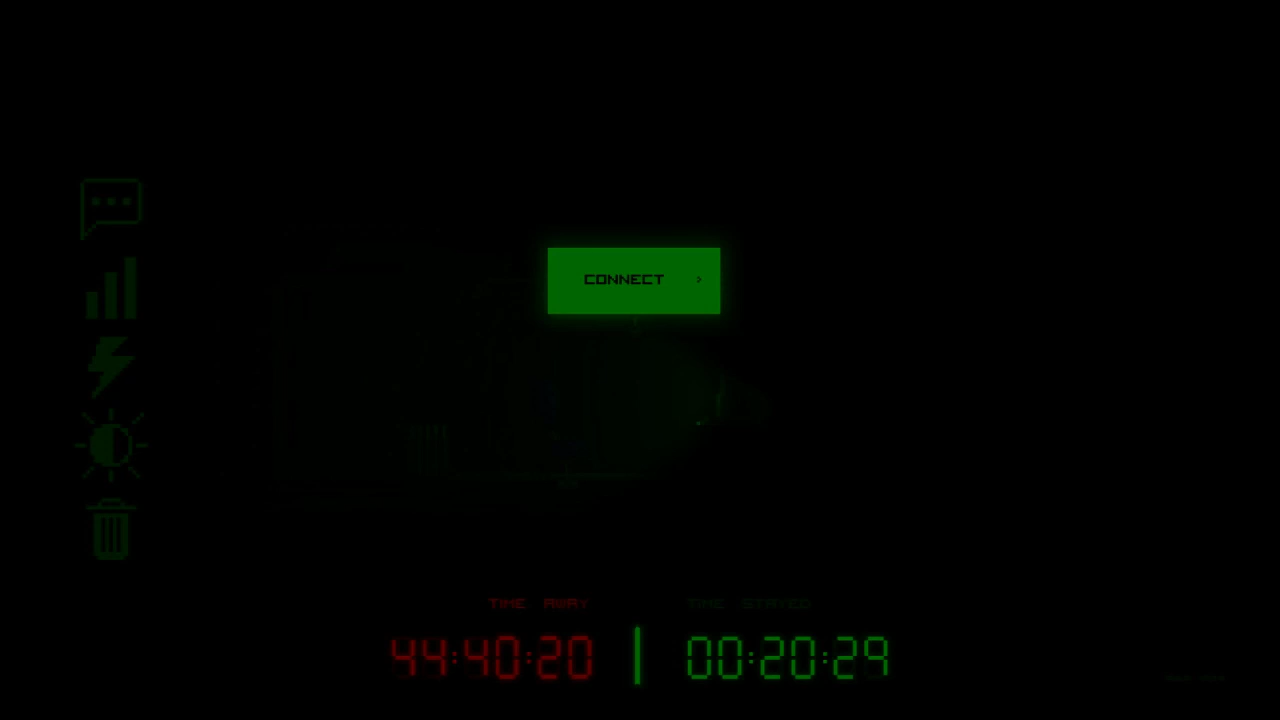 CONNECT >
TIME AWAY
TIME STAYED
44:40:20
00:20:29